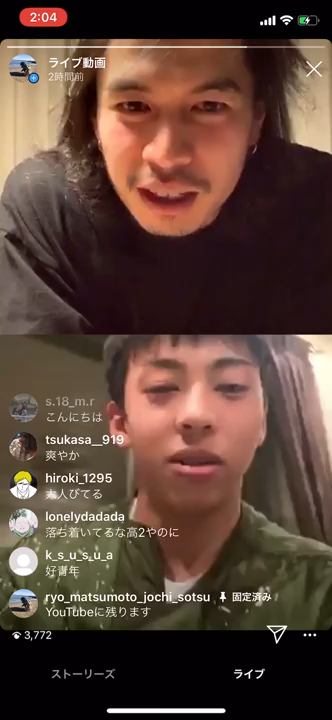 2:04
ライブ動画
2時間前
s.18_m.r
こんにちは
tsukasa__919
爽やか
hiroki_1295
大人びてる
lonelydadada
落ち着いてるな高2やのに
k_s_u_s_u_a
好青年
ryo_matsumoto_jochi_sotsu 固定済み
YouTubeに残ります
3,772
ストーリーズ
ライブ